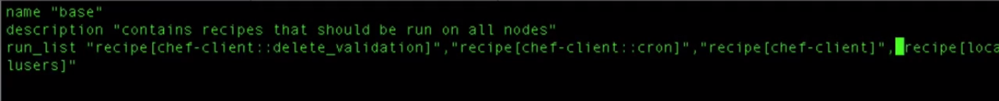 name "base"
description "contains recipes that should be run on all nodes"
run_list "recipe[chef-client::delete_validation]","recipe[chef-client::cron]","recipe[chef-client]","recipe[loca
lusers]"